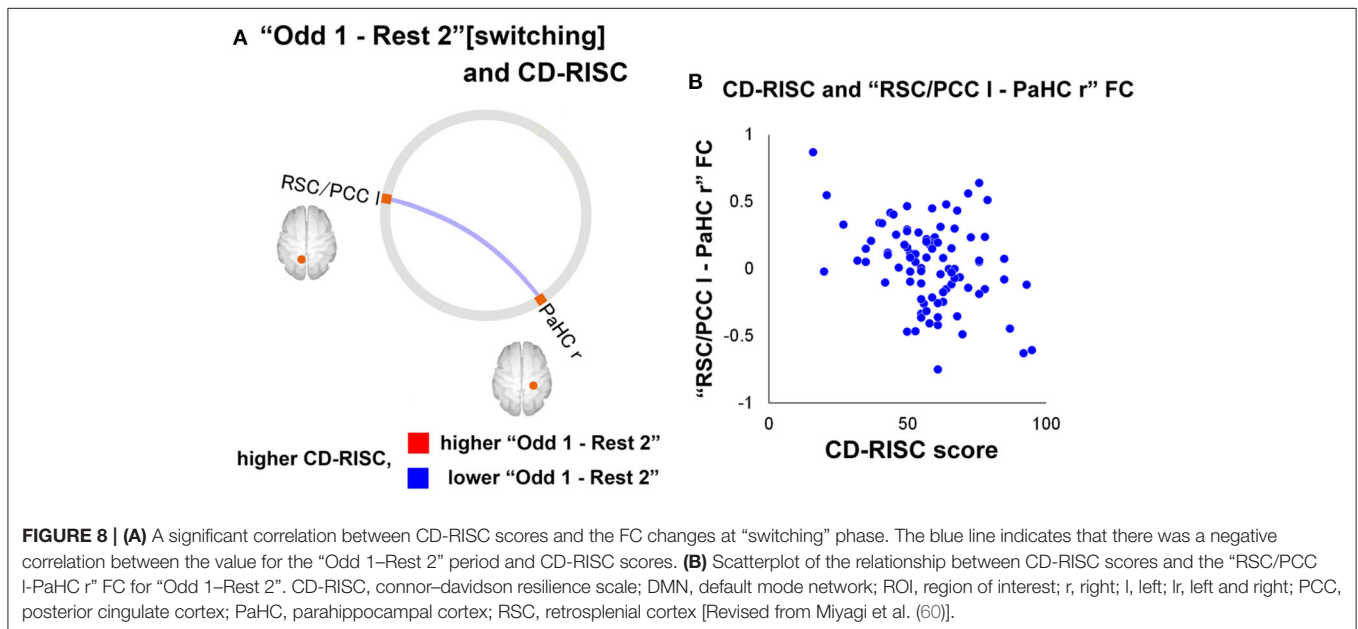 A "Odd 1 - Rest 2"[switching]
and CD-RISC
RSC/PCC l
PaHC r
higher CD-RISC,
higher "Odd 1 - Rest 2"
lower "Odd 1 - Rest 2"
B CD-RISC and "RSC/PCC l - PaHC r" FC
"RSC/PCC l - PaHC r" FC
1
0.5
0
-0.5
-1
0
50
100
CD-RISC score
FIGURE 8 | (A) A significant correlation between CD-RISC scores and the FC changes at “switching” phase. The blue line indicates that there was a negative
correlation between the value for the “Odd 1–Rest 2” period and CD-RISC scores. (B) Scatterplot of the relationship between CD-RISC scores and the “RSC/PCC
l-PaHC r” FC for “Odd 1–Rest 2”. CD-RISC, connor–davidson resilience scale; DMN, default mode network; ROI, region of interest; r, right; l, left; lr, left and right; PCC,
posterior cingulate cortex; PaHC, parahippocampal cortex; RSC, retrosplenial cortex [Revised from Miyagi et al. (60)].